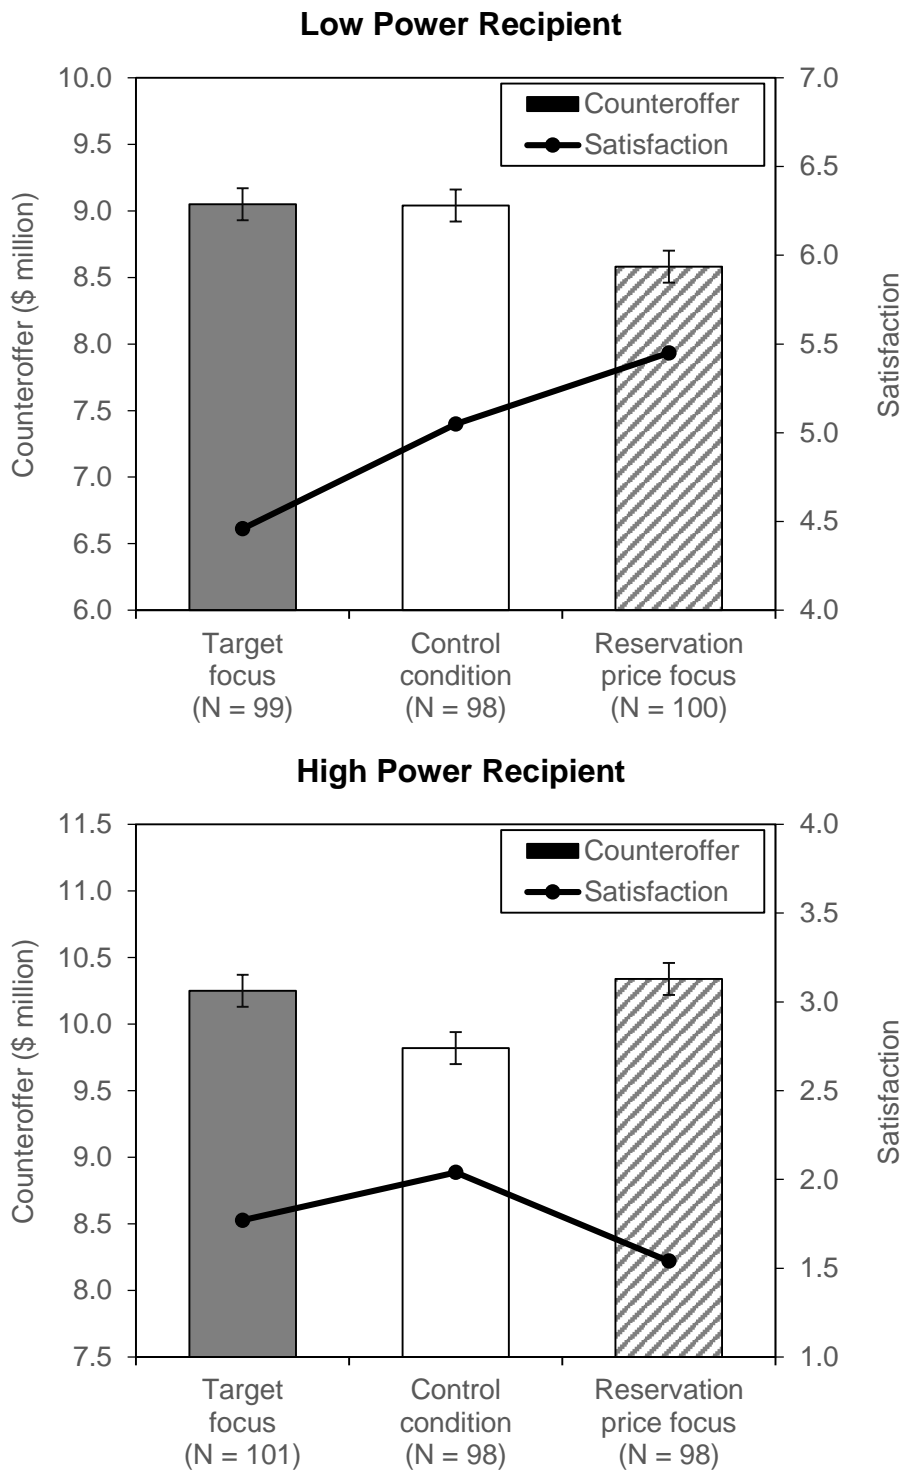 Low Power Recipient
10.0
9.5
9.0
8.5
8.0
7.5
7.0
6.5
6.0
Counteroffer ($ million)
7.0
6.5
6.0
5.5
5.0
4.5
4.0
Satisfaction
Counteroffer
Satisfaction
Target
focus
(N = 99)
Control
condition
(N = 98)
Reservation
price focus
(N = 100)
High Power Recipient
11.5
11.0
10.5
10.0
9.5
9.0
8.5
8.0
7.5
Counteroffer ($ million)
4.0
3.5
3.0
2.5
2.0
1.5
1.0
Satisfaction
Counteroffer
Satisfaction
Target
focus
(N = 101)
Control
condition
(N = 98)
Reservation
price focus
(N = 98)